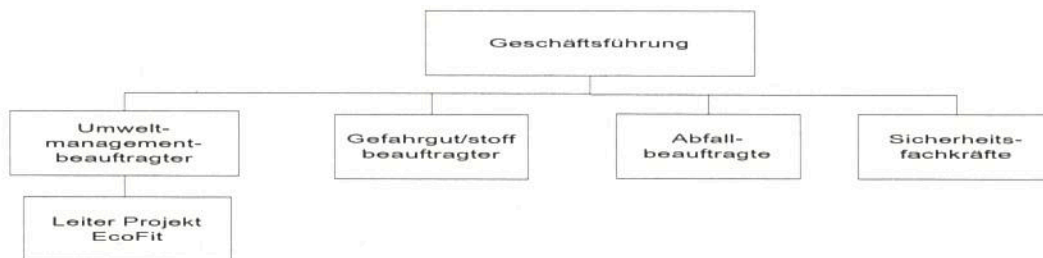 Geschäftsführung
Umwelt-
management-
beauftragter
Gefahrgut/stoff
beauftragter
Abfall-
beauftragte
Sicherheits-
fachkräfte
Leiter Projekt
EcoFit